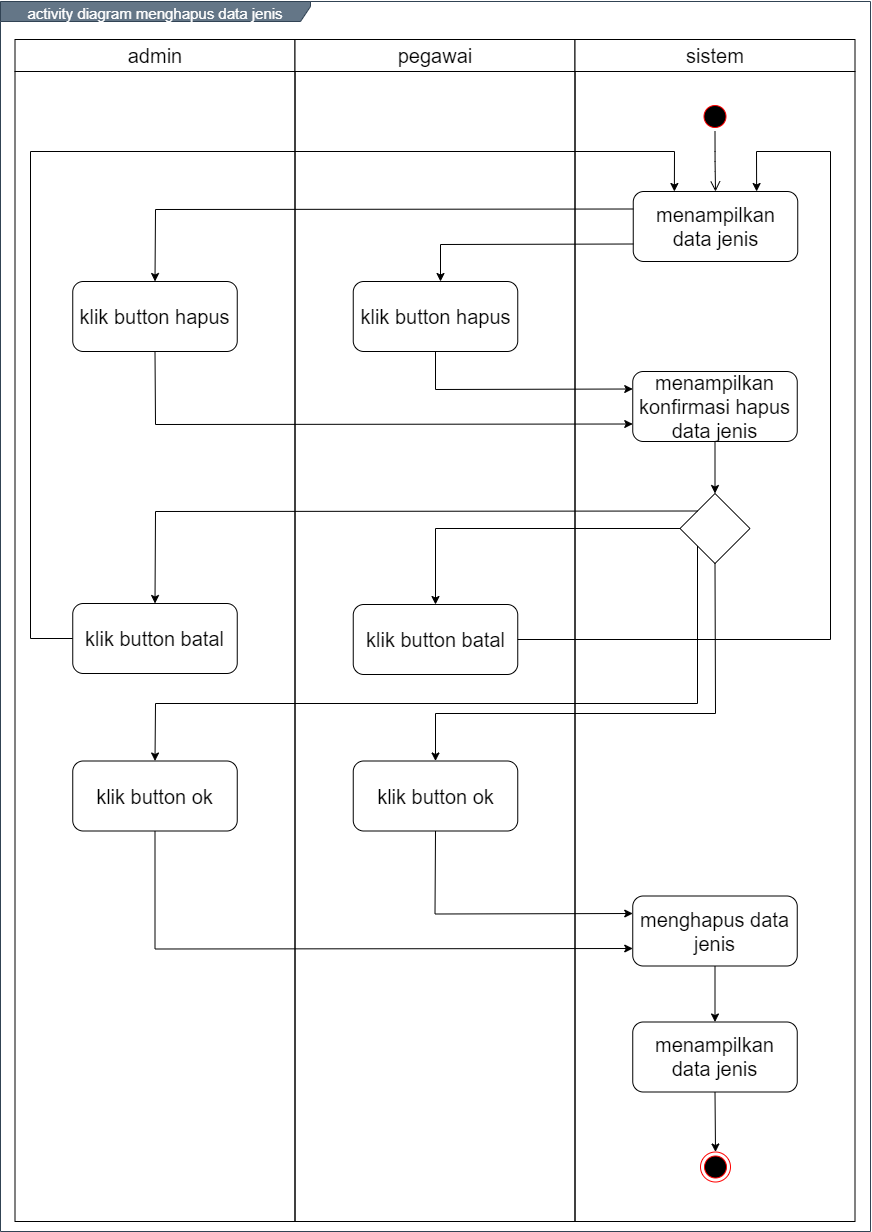 activity diagram menghapus data jenis
admin
pegawai
sistem
menampilkan
data jenis
klik button hapus
klik button hapus
menampilkan
konfirmasi hapus
data jenis
klik button batal
klik button batal
klik button ok
klik button ok
menghapus data
jenis
menampilkan
data jenis